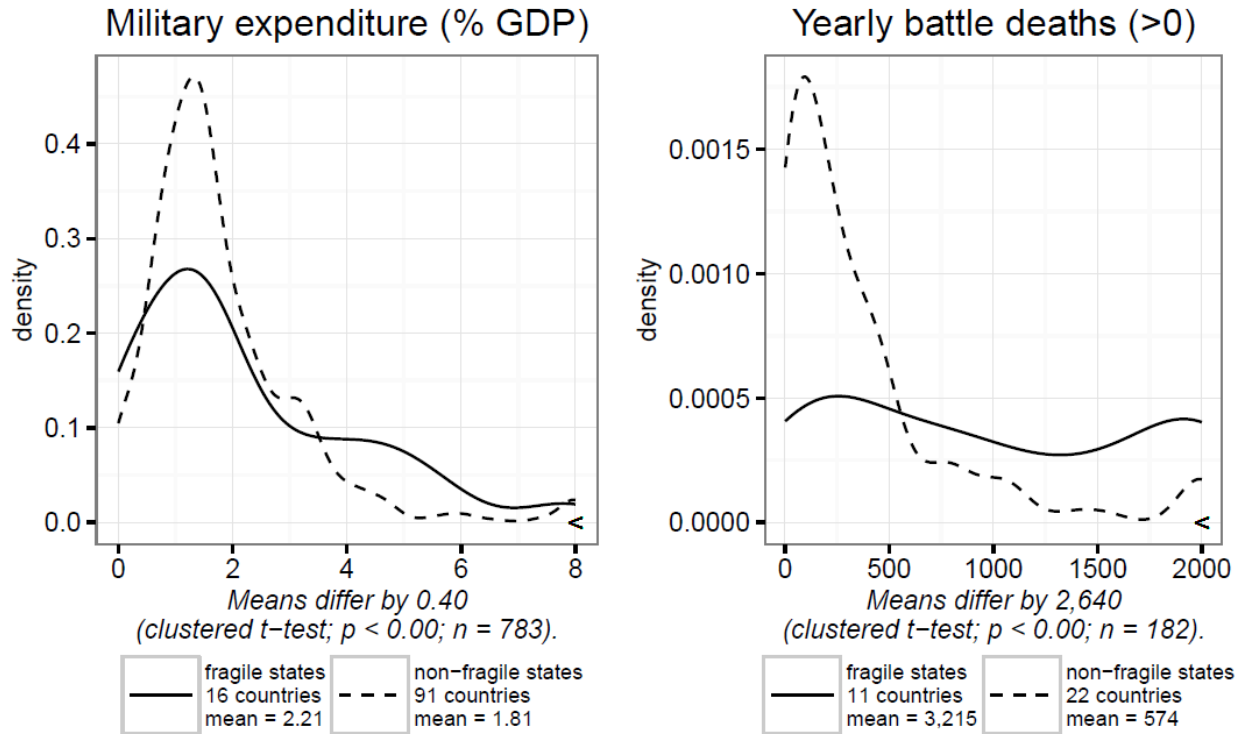 Military expenditure (% GDP)
density
0.4
0.3
0.2
0.1
0.0
0 2 4 6 8
<
Means differ by 0.40
(clustered t−test; p < 0.00; n = 783).
fragile states
16 countries
mean = 2.21
non−fragile states
91 countries
mean = 1.81
Yearly battle deaths (>0)
density
0.0015
0.0010
0.0005
0.0000
0 500 1000 1500 2000
<
Means differ by 2,640
(clustered t−test; p < 0.00; n = 182).
fragile states
11 countries
mean = 3,215
non−fragile states
22 countries
mean = 574